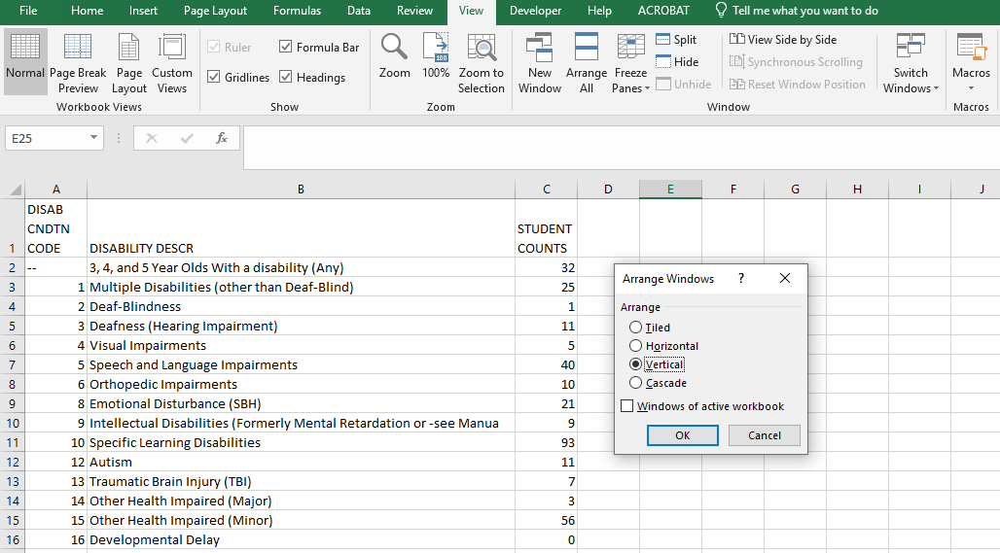 File Home Insert Page Layout Formulas Data Review View Developer Help ACROBAT Tell me what you want to do
Normal Page Break Preview Page Layout Custom Views
Workbook Views
Ruler Formula Bar
Gridlines Headings
Show
Zoom 100% Zoom to Selection
Zoom
New Window Arrange All Freeze Panes
Split
Hide
Unhide
View Side by Side
Synchronous Scrolling
Reset Window Position
Window
Switch Windows
Macros
Macros
E25 fx
A B C D E F G H I J
1 DISAB CNDTN CODE DISABILITY DESCR STUDENT COUNTS
2 -- 3, 4, and 5 Year Olds With a disability (Any) 32
3 1 Multiple Disabilities (other than Deaf-Blind) 25
4 2 Deaf-Blindness 1
5 3 Deafness (Hearing Impairment) 11
6 4 Visual Impairments 5
7 5 Speech and Language Impairments 40
8 6 Orthopedic Impairments 10
9 8 Emotional Disturbance (SBH) 21
10 9 Intellectual Disabilities (Formerly Mental Retardation or -see Manua 9
11 10 Specific Learning Disabilities 93
12 12 Autism 11
13 13 Traumatic Brain Injury (TBI) 7
14 14 Other Health Impaired (Major) 3
15 15 Other Health Impaired (Minor) 56
16 16 Developmental Delay 0
Arrange Windows ?
Arrange
Tiled
Horizontal
Vertical
Cascade
Windows of active workbook
OK Cancel